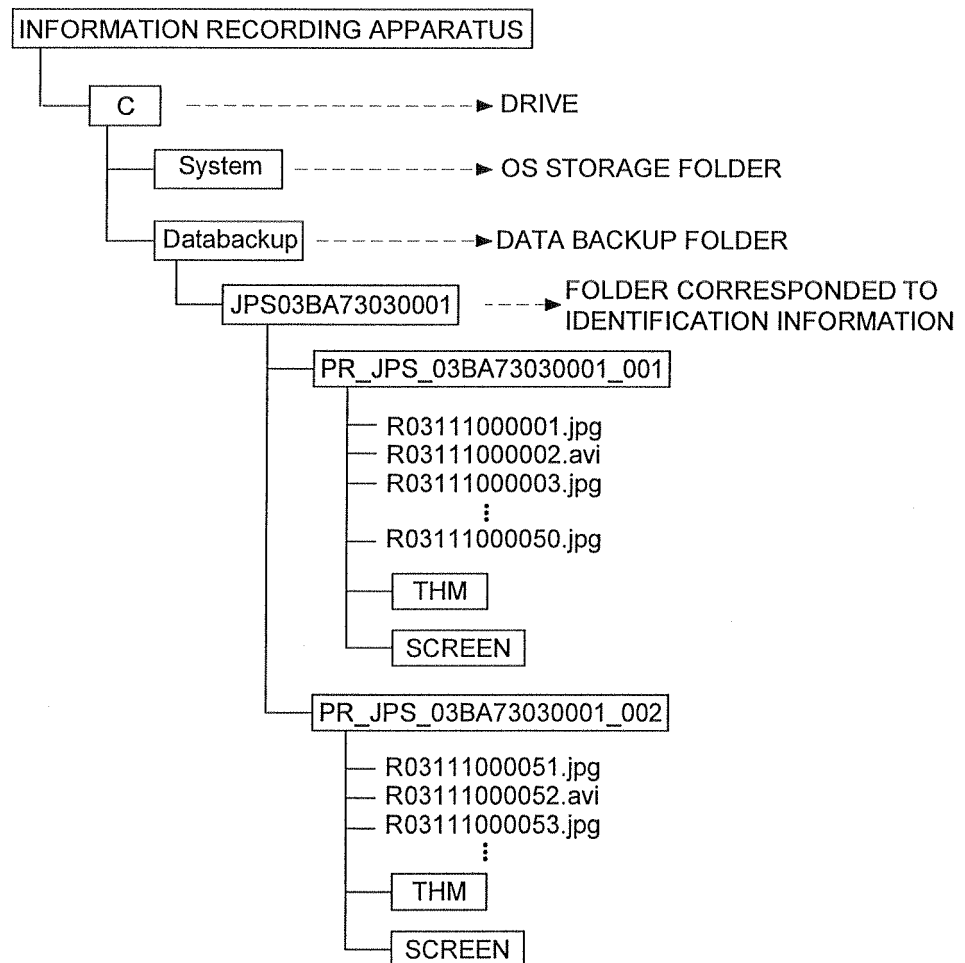 INFORMATION RECORDING APPARATUS
C
DRIVE
System
OS STORAGE FOLDER
Databackup
DATA BACKUP FOLDER
JPS03BA73030001
FOLDER CORRESPONDED TO
IDENTIFICATION INFORMATION
PR_JPS_03BA73030001_001
R03111000001.jpg
R03111000002.avi
R03111000003.jpg
R03111000050.jpg
THM
SCREEN
PR_JPS_03BA73030001_002
R03111000051.jpg
R03111000052.avi
R03111000053.jpg
THM
SCREEN